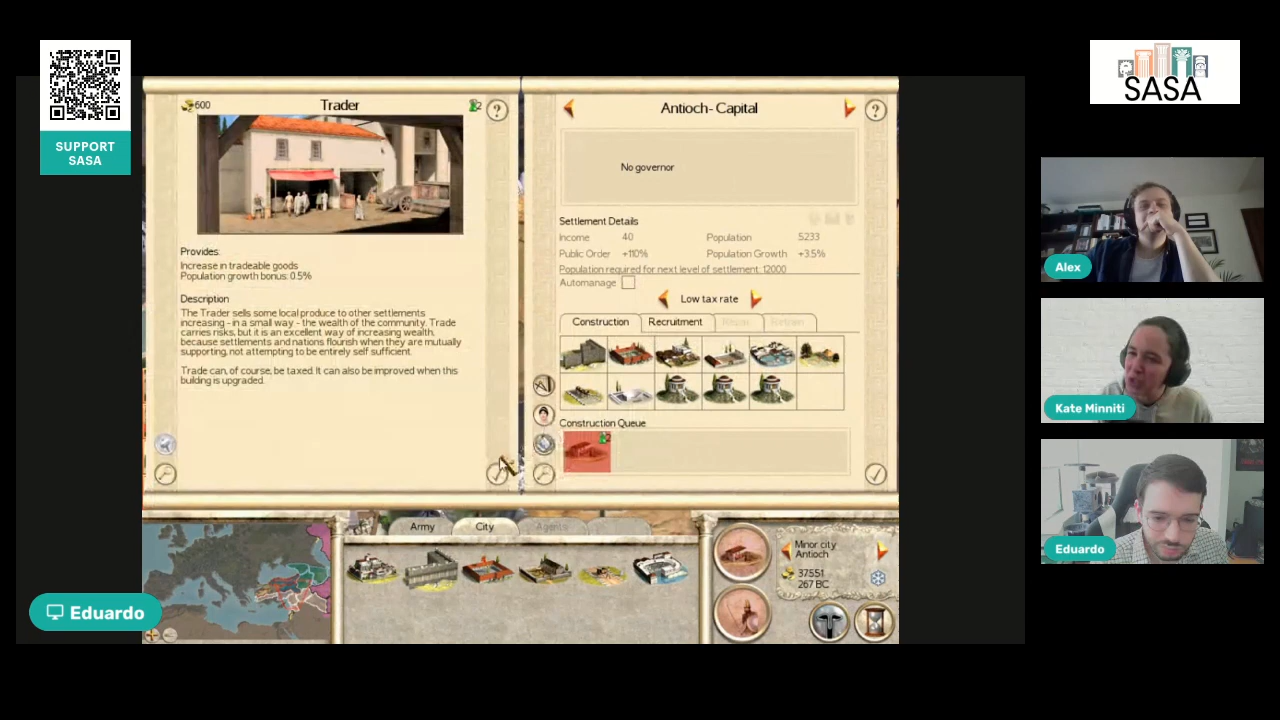 SUPPORT
SASA
600
Trader
2
?
Provides:
Increase in tradeable goods
Population growth bonus: 0.5%
Description
The Trader sells some local produce to other settlements
increasing - in a small way - the wealth of the community. Trade
carries risks, but it is an excellent way of increasing wealth,
because settlements and nations flourish when they are mutually
supporting, not attempting to be entirely self sufficient.
Trade can, of course, be taxed. It can also be improved when this
building is upgraded.
Antioch- Capital
?
No governor
Settlement Details
Income 40 Population 5233
Public Order +110% Population Growth +3.5%
Population required for next level of settlement: 12000
Automanage
Low tax rate
Construction Recruitment Repair Retrain
Construction Queue
2
Army City Agents
Minor city
Antioch
37551
267 BC
Eduardo
SASA
Alex
Kate Minniti
Eduardo